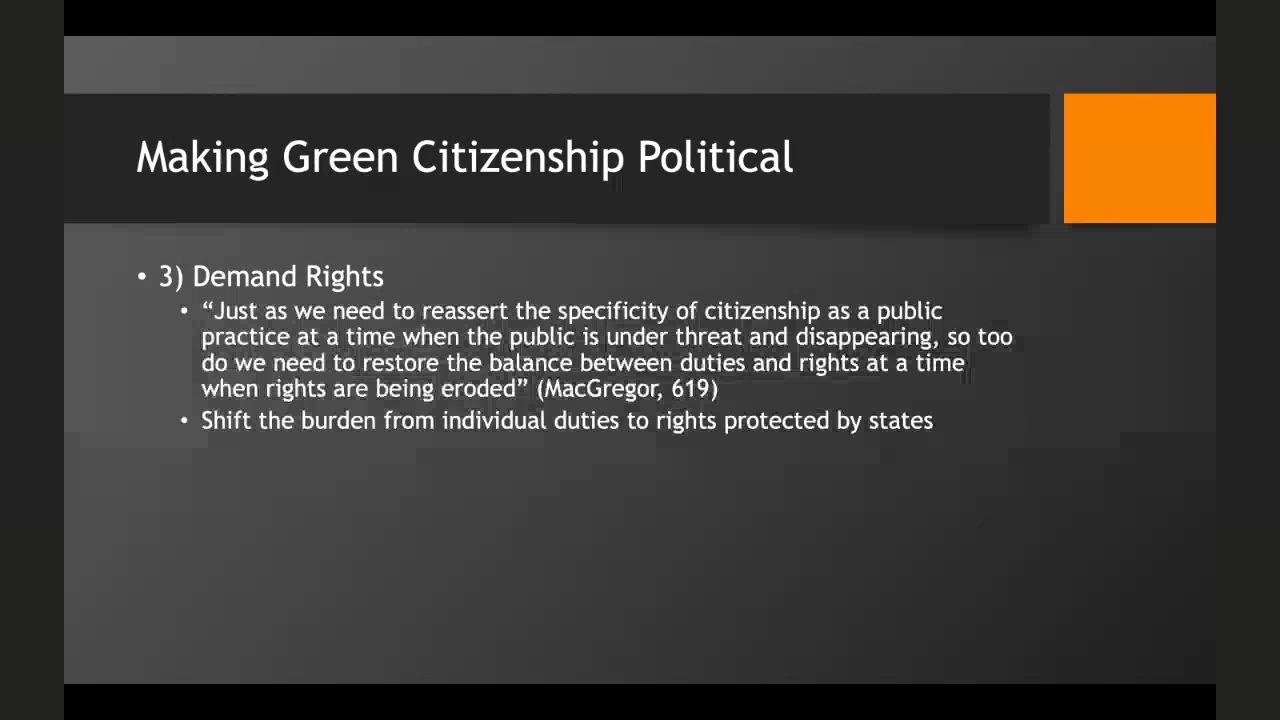 Making Green Citizenship Political
• 3) Demand Rights
• “Just as we need to reassert the specificity of citizenship as a public
practice at a time when the public is under threat and disappearing, so too
do we need to restore the balance between duties and rights at a time
when rights are being eroded” (MacGregor, 619)
• Shift the burden from individual duties to rights protected by states